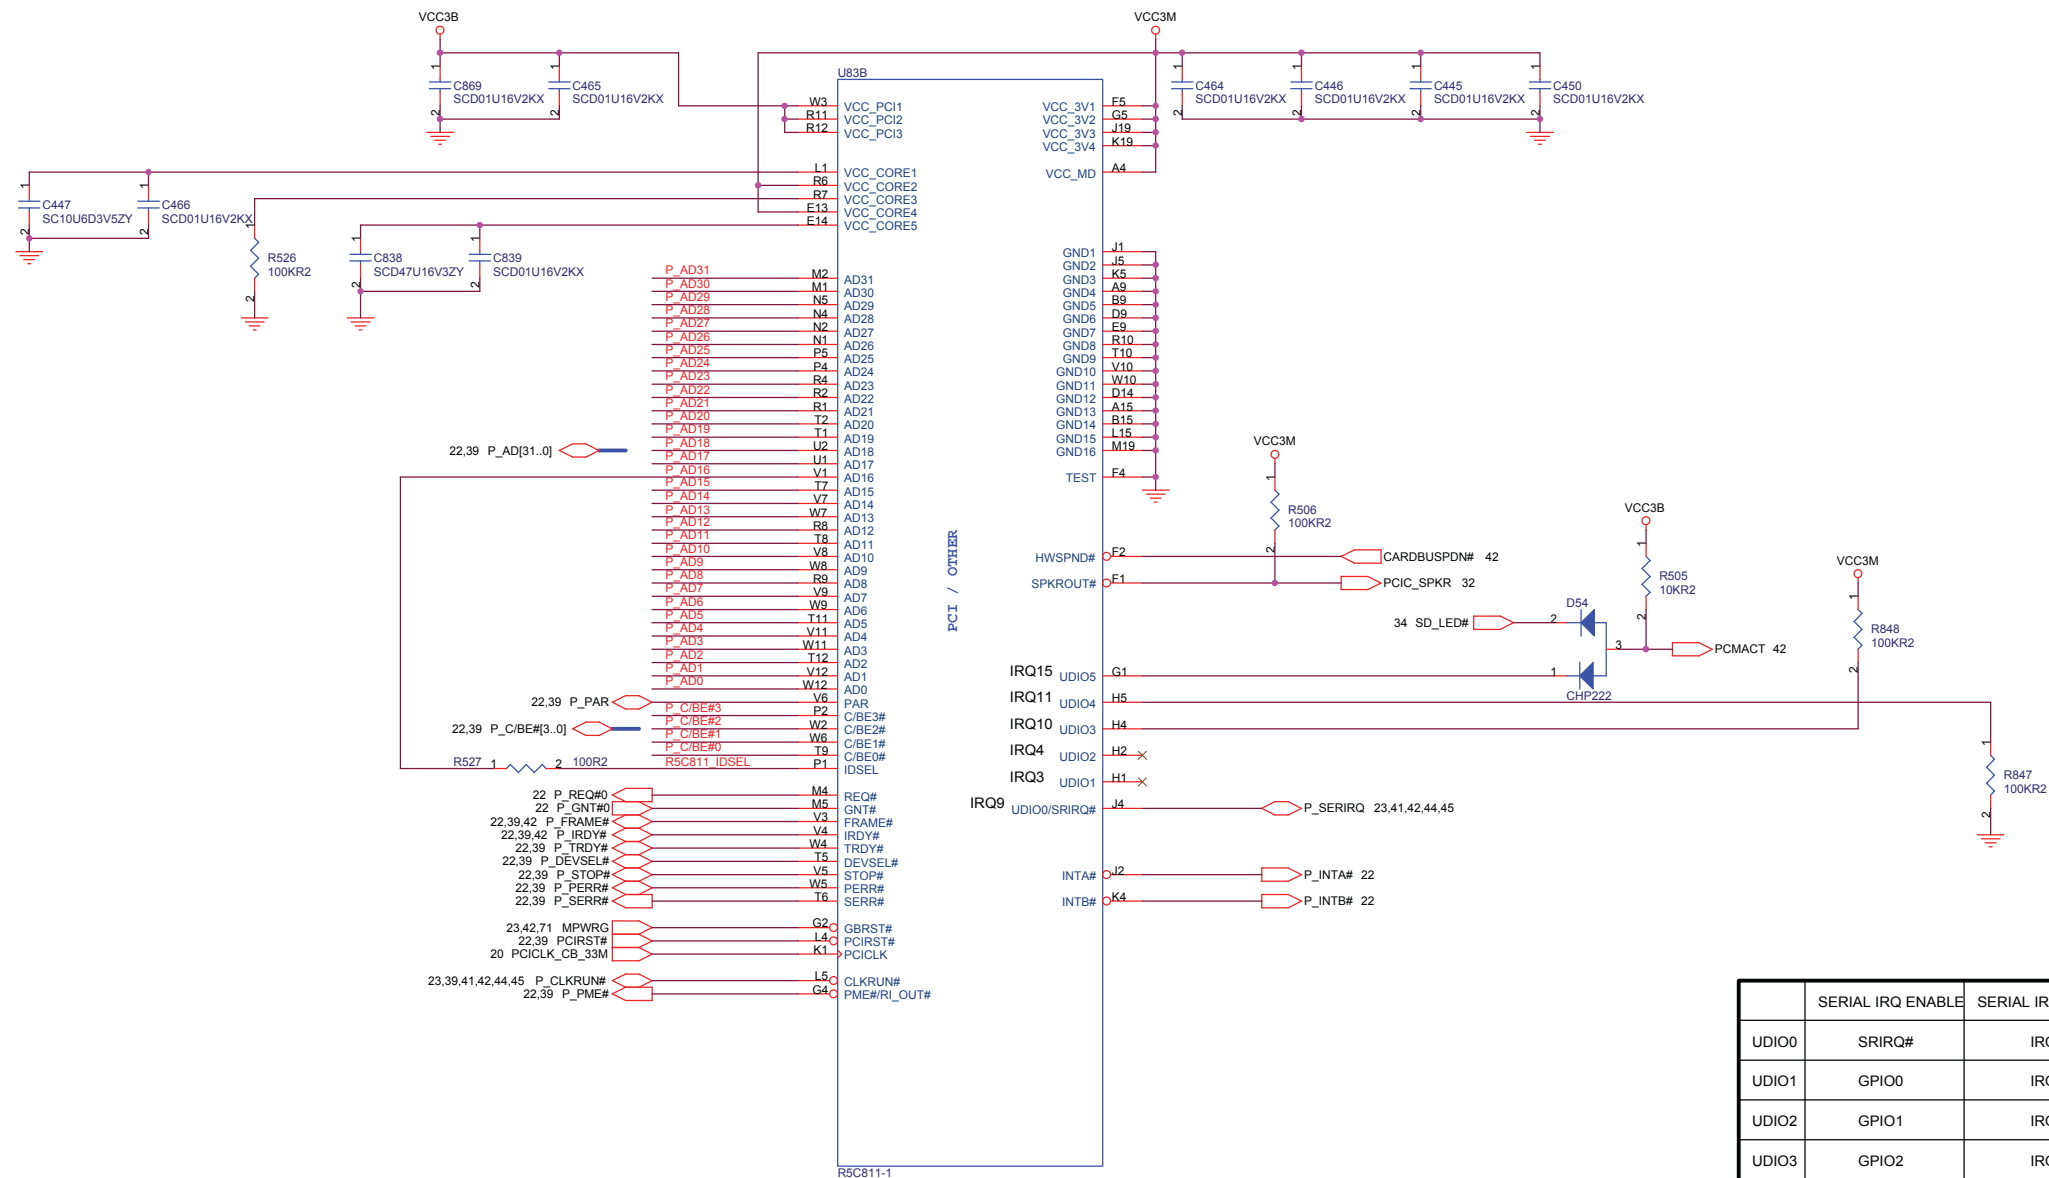 VCC3B
VCC3M
C869
SCD01U16V2KX
C465
SCD01U16V2KX
C464
SCD01U16V2KX
C446
SCD01U16V2KX
C445
SCD01U16V2KX
C450
SCD01U16V2KX
C447
SC10U6D3V5ZY
C466
SCD01U16V2KX
R526
100KR2
C838
SCD47U16V3ZY
C839
SCD01U16V2KX
U83B
W3 VCC_PCI1
R11 VCC_PCI2
R12 VCC_PCI3
L1 VCC_CORE1
R6 VCC_CORE2
R7 VCC_CORE3
E13 VCC_CORE4
E14 VCC_CORE5
P_AD31 M2 AD31
P_AD30 M1 AD30
P_AD29 N5 AD29
P_AD28 N4 AD28
P_AD27 N2 AD27
P_AD26 N1 AD26
P_AD25 P5 AD25
P_AD24 P4 AD24
P_AD23 R4 AD23
P_AD22 R2 AD22
P_AD21 R1 AD21
P_AD20 T2 AD20
P_AD19 T1 AD19
22,39 P_AD[31..0] P_AD18 U2 AD18
P_AD17 U1 AD17
P_AD16 V1 AD16
P_AD15 T7 AD15
P_AD14 V7 AD14
P_AD13 W7 AD13
P_AD12 R8 AD12
P_AD11 T8 AD11
P_AD10 V8 AD10
P_AD9 W8 AD9
P_AD8 R9 AD8
P_AD7 V9 AD7
P_AD6 W9 AD6
P_AD5 T11 AD5
P_AD4 V11 AD4
P_AD3 W11 AD3
P_AD2 T12 AD2
P_AD1 V12 AD1
P_AD0 W12 AD0
22,39 P_PAR V6 PAR
P_C/BE#3 P2 C/BE3#
22,39 P_C/BE#[3..0] P_C/BE#2 W2 C/BE2#
P_C/BE#1 W6 C/BE1#
P_C/BE#0 T9 C/BE0#
R527 1 2 100R2 R5C811_IDSEL P1 IDSEL
22 P_REQ#0 M4 REQ#
22 P_GNT#0 M5 GNT#
22,39,42 P_FRAME# V3 FRAME#
22,39,42 P_IRDY# V4 IRDY#
22,39 P_TRDY# W4 TRDY#
22,39 P_DEVSEL# T5 DEVSEL#
22,39 P_STOP# V5 STOP#
22,39 P_PERR# W5 PERR#
22,39 P_SERR# T6 SERR#
23,42,71 MPWRG G2 GBRST#
22,39 PCIRST# L4 PCIRST#
20 PCICLK_CB_33M K1 PCICLK
23,39,41,42,44,45 P_CLKRUN# L5 CLKRUN#
22,39 P_PME# G4 PME#/RI_OUT#
PCI / OTHER
R5C811-1
VCC_3V1 F5
VCC_3V2 G5
VCC_3V3 J19
VCC_3V4 K19
VCC_MD A4
GND1 J1
GND2 J5
GND3 K5
GND4 A9
GND5 B9
GND6 D9
GND7 E9
GND8 R10
GND9 T10
GND10 V10
GND11 W10
GND12 D14
GND13 A15
GND14 B15
GND15 L15
GND16 M19
TEST F4
VCC3M
R506
100KR2
HWSPND# F2 CARDBUSPDN# 42
SPKROUT# F1 PCIC_SPKR 32
VCC3B
R505
10KR2
D54
34 SD_LED# 2
3 PCMACT 42
CHP222
VCC3M
R848
100KR2
IRQ15 UDIO5 G1 1
IRQ11 UDIO4 H5
IRQ10 UDIO3 H4
IRQ4 UDIO2 H2
IRQ3 UDIO1 H1
IRQ9 UDIO0/SRIRQ# J4 P_SERIRQ 23,41,42,44,45
R847
100KR2
INTA# J2 P_INTA# 22
INTB# K4 P_INTB# 22
SERIAL IRQ ENABLE SERIAL IR
UDIO0 SRIRQ# IR
UDIO1 GPIO0 IR
UDIO2 GPIO1 IR
UDIO3 GPIO2 IR